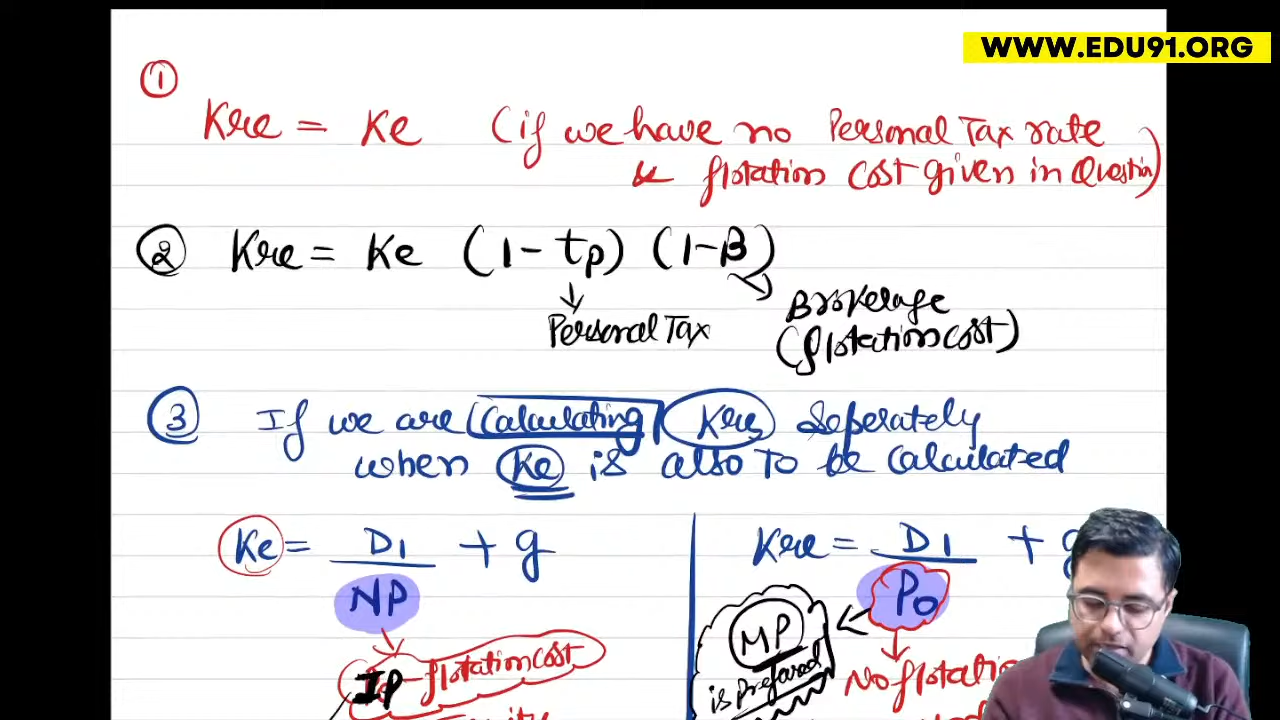 WWW.EDU91.ORG
①
Kre = Ke (if we have no Personal Tax rate
& flotation cost given in Question)
② Kre = Ke (1- tp) (1-B)
Personal Tax
Brokerage
(flotation cost)
③ If we are calculating Kre seperately
when Ke is also to be calculated
Ke = D1 + g
NP
Kre = D1 + g
Po
MP
is prefared
flotation cost
IP
No flotation